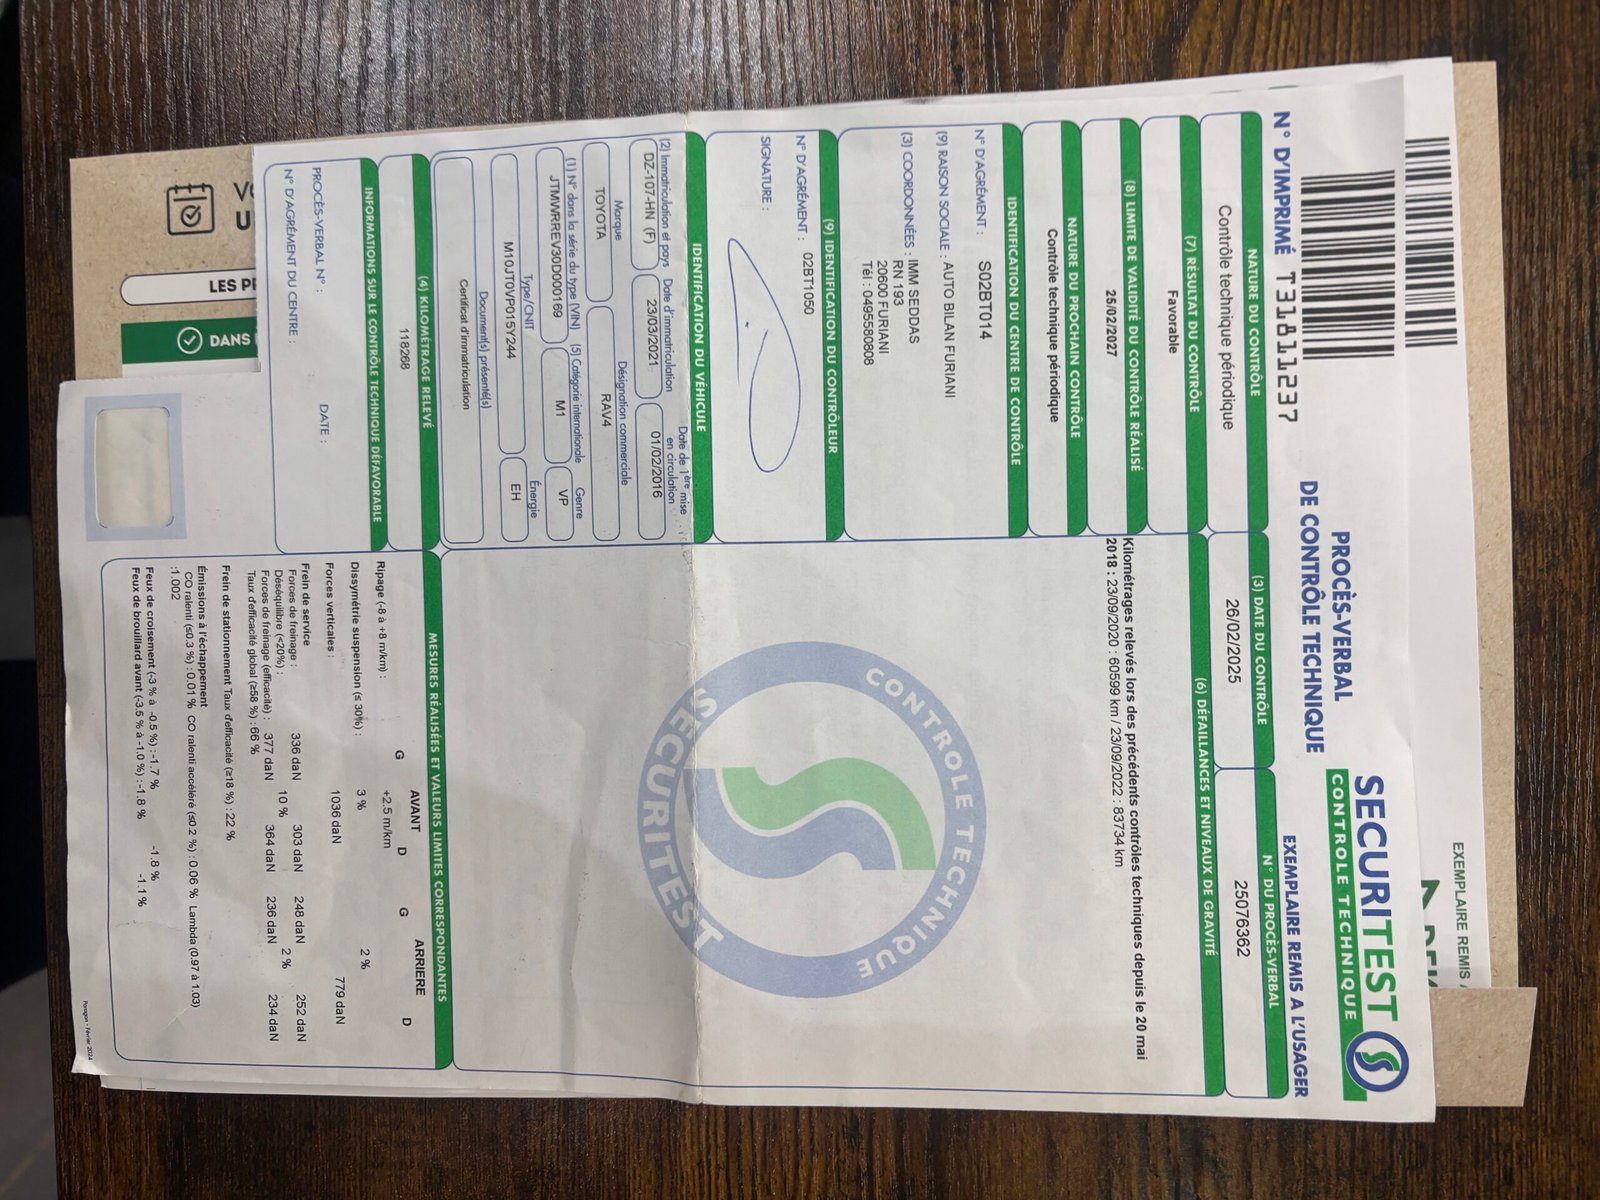 N° D'IMPRIMÉ T31811237
PROCÈS-VERBAL
DE CONTRÔLE TECHNIQUE
SECURITEST
CONTROLE TECHNIQUE
EXEMPLAIRE REMIS A L'USAGER
NATURE DU CONTRÔLE
Contrôle technique périodique
(3) DATE DU CONTRÔLE
26/02/2025
N° DU PROCÈS-VERBAL
25076362
(7) RÉSULTAT DU CONTRÔLE
Favorable
(8) LIMITE DE VALIDITÉ DU CONTRÔLE RÉALISÉ
25/02/2027
NATURE DU PROCHAIN CONTRÔLE
Contrôle technique périodique
IDENTIFICATION DU CENTRE DE CONTRÔLE
N° D'AGRÉMENT : S02BT014
(9) RAISON SOCIALE : AUTO BILAN FURIANI
(3) COORDONNÉES : IMM SEDDAS
RN 193
20600 FURIANI
Tél : 0495580808
(9) IDENTIFICATION DU CONTRÔLEUR
N° D'AGRÉMENT : 02BT1050
SIGNATURE :
IDENTIFICATION DU VÉHICULE
(2) Immatriculation et pays
DZ-107-HN (F)
Date d'immatriculation
23/03/2021
Date de 1ère mise
en circulation
01/02/2016
Marque
TOYOTA
Désignation commerciale
RAV4
(1) N° dans la série du type (VIN)
JTMWRREV30D000169
(5) Catégorie internationale
M1
Genre
VP
Type/CNIT
M10JT0VP015Y244
Énergie
EH
Document(s) présenté(s)
Certificat d'immatriculation
(4) KILOMÉTRAGE RELEVÉ
118268
INFORMATIONS SUR LE CONTRÔLE TECHNIQUE DÉFAVORABLE
PROCÈS-VERBAL N° :
DATE :
N° D'AGRÉMENT DU CENTRE :
(6) DÉFAILLANCES ET NIVEAUX DE GRAVITÉ
Kilométrages relevés lors des précédents contrôles techniques depuis le 20 mai
2018 : 23/09/2020 : 60599 km / 23/09/2022 : 83734 km
CONTROLE TECHNIQUE
SECURITEST
MESURES RÉALISÉES ET VALEURS LIMITES CORRESPONDANTES
AVANT ARRIERE
G D G D
Ripage (-8 à +8 m/km) : +2.5 m/km
Dissymétrie suspension (≤ 30%) : 3 % 2 %
Forces verticales : 1036 daN 779 daN
Frein de service
Forces de freinage : 336 daN 303 daN 248 daN 252 daN
Déséquilibre (<20%) : 10 % 2 %
Forces de freinage (efficacité) : 377 daN 364 daN 236 daN 234 daN
Taux d'efficacité global (≥58 %) : 66 %
Frein de stationnement Taux d'efficacité (≥18 %) : 22 %
Émissions à l'échappement
CO ralenti (≤0.3 %) : 0.01 % CO ralenti accéléré (≤0.2 %) : 0.06 % Lambda (0.97 à 1.03)
:1.002
Feux de croisement (-3 % à -0.5 %) : -1.7 % -1.8 %
Feux de brouillard avant (-3.5 % à -1.0 %) : -1.8 % -1.1 %
Paragon - Février 2024
EXEMPLAIRE REMIS
LES PR
DANS